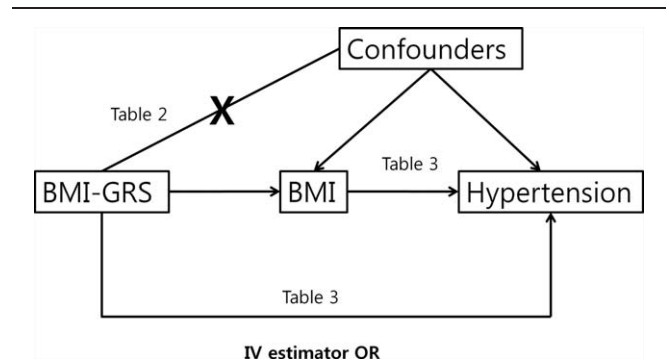 Confounders
Table 2
X
Table 3
BMI-GRS
BMI
Hypertension
Table 3
IV estimator OR